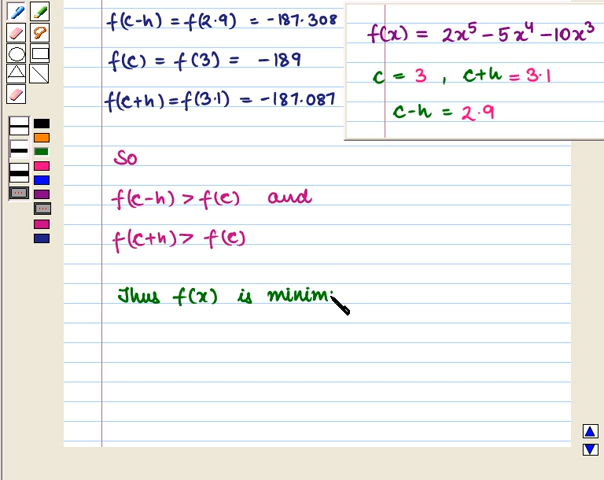 f(c-h) = f(2.9) = -187.308
f(c) = f(3) = -189
f(c+h) = f(3.1) = -187.087
f(x) = 2x⁵ - 5x⁴ - 10x³
c = 3 , c+h = 3.1
c-h = 2.9
So
f(c-h) > f(c) and
f(c+h) > f(c)
Thus f(x) is minim